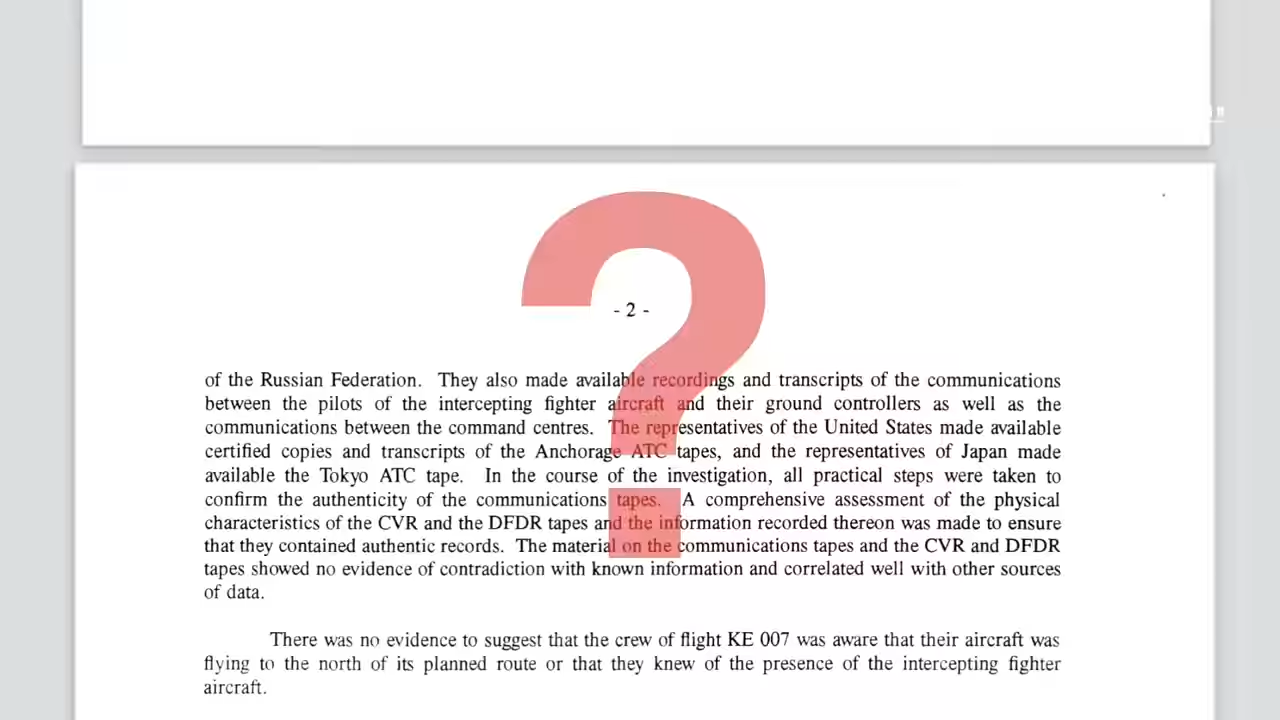 - 2 -
of the Russian Federation. They also made available recordings and transcripts of the communications
between the pilots of the intercepting fighter aircraft and their ground controllers as well as the
communications between the command centres. The representatives of the United States made available
certified copies and transcripts of the Anchorage ATC tapes, and the representatives of Japan made
available the Tokyo ATC tape. In the course of the investigation, all practical steps were taken to
confirm the authenticity of the communications tapes. A comprehensive assessment of the physical
characteristics of the CVR and the DFDR tapes and the information recorded thereon was made to ensure
that they contained authentic records. The material on the communications tapes and the CVR and DFDR
tapes showed no evidence of contradiction with known information and correlated well with other sources
of data.
There was no evidence to suggest that the crew of flight KE 007 was aware that their aircraft was
flying to the north of its planned route or that they knew of the presence of the intercepting fighter
aircraft.
?